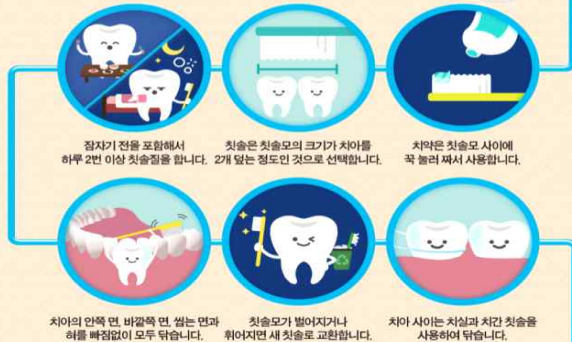 잠자기 전을 포함해서
하루 2번 이상 칫솔질을 합니다.
칫솔은 칫솔모의 크기가 치아를
2개 덮는 정도인 것으로 선택합니다.
치약은 칫솔모 사이에
꾹 눌러 짜서 사용합니다.
치아의 안쪽 면, 바깥쪽 면, 씹는 면과
혀를 빠짐없이 모두 닦습니다.
칫솔모가 벌어지거나
휘어지면 새 칫솔로 교환합니다.
치아 사이는 치실과 치간 칫솔을
사용하여 닦습니다.